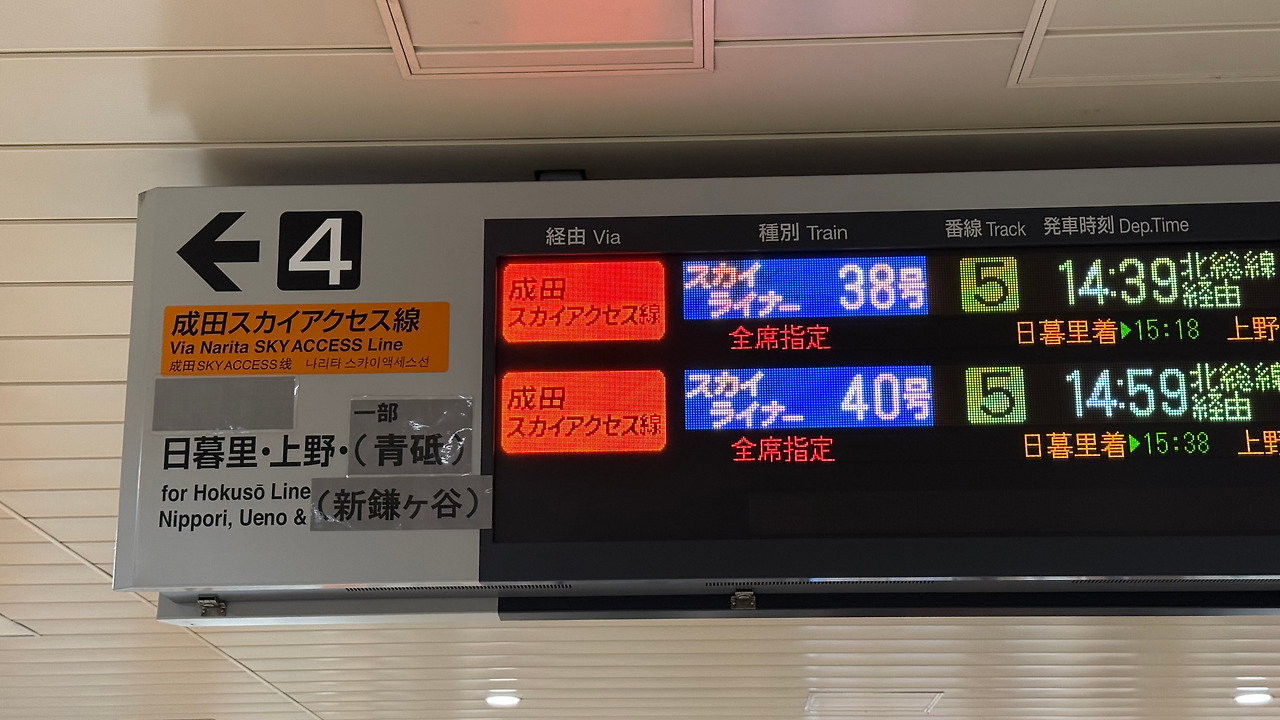 4
成田スカイアクセス線
Via Narita SKY ACCESS Line
成田SKY ACCESS线 나리타 스카이액세스선
一部
日暮里・上野・（青砥）
for Hokusō Line
Nippori, Ueno & （新鎌ヶ谷）
経由 Via 種別 Train 番線 Track 発車時刻 Dep.Time
成田 スカイ 38号 5 14:39 北総線
スカイアクセス線 ライナー 経由
全席指定 日暮里着▶15:18 上野
成田 スカイ 40号 5 14:59 北総線
スカイアクセス線 ライナー 経由
全席指定 日暮里着▶15:38 上野